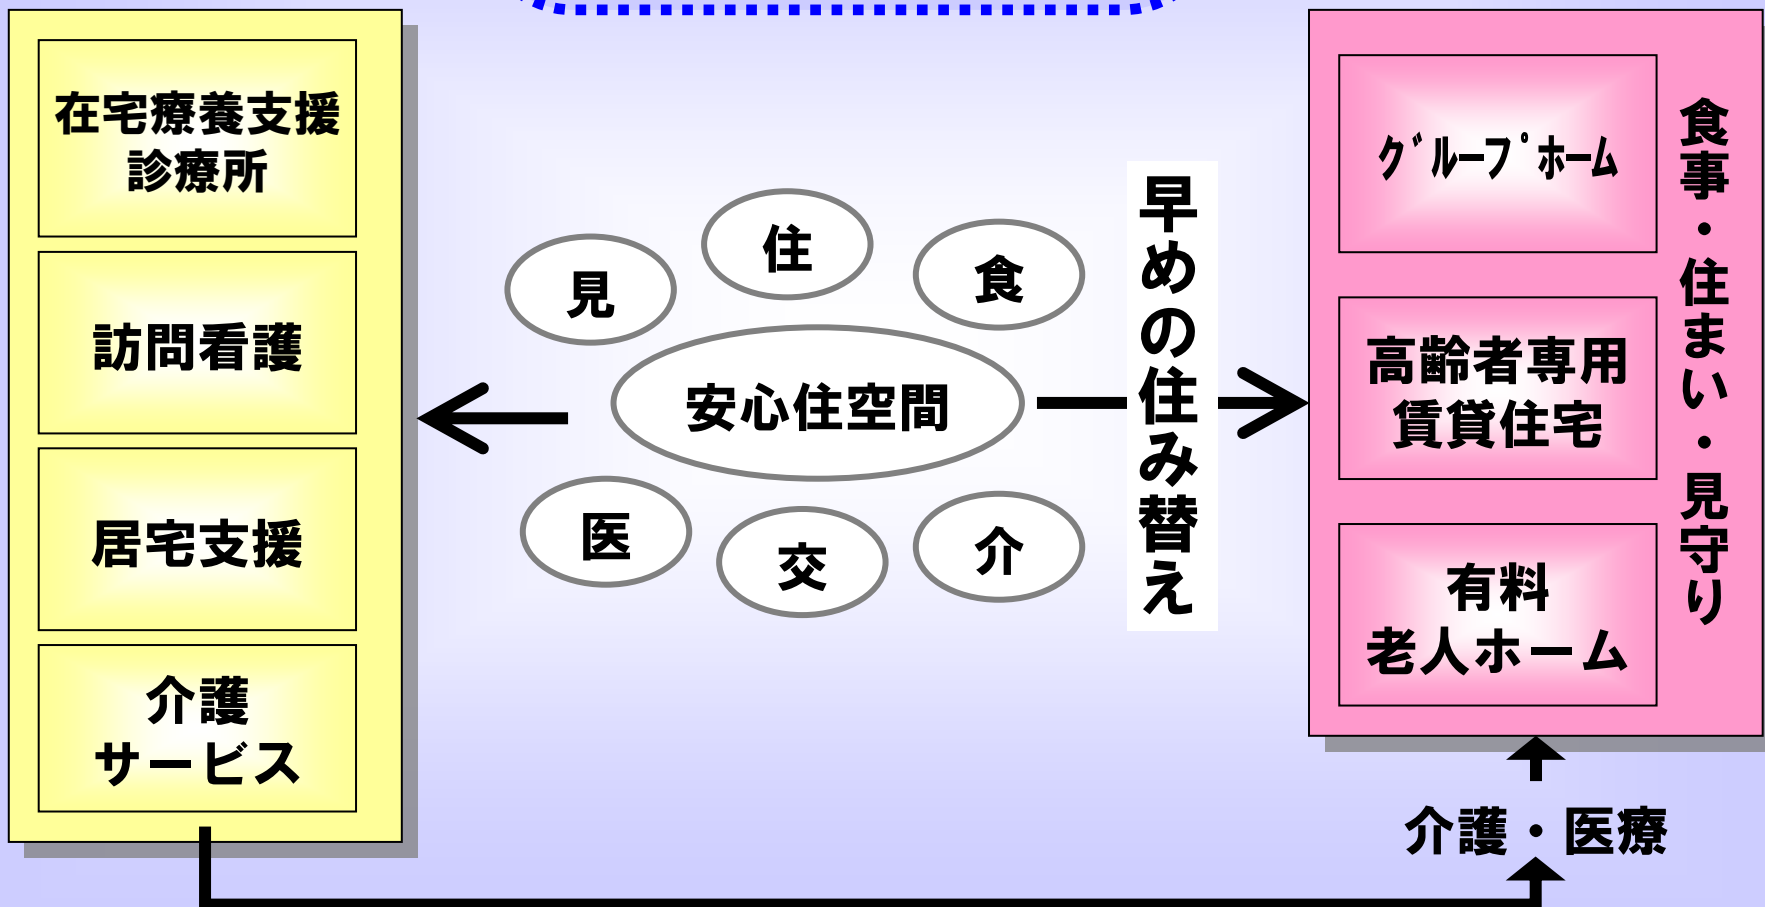 在宅療養支援
診療所
訪問看護
居宅支援
介護
サービス
見
住
食
安心住空間
医
交
介
早めの住み替え
ｸﾞﾙｰﾌﾟﾎｰﾑ
高齢者専用
賃貸住宅
有料
老人ホーム
食事・住まい・見守り
介護・医療